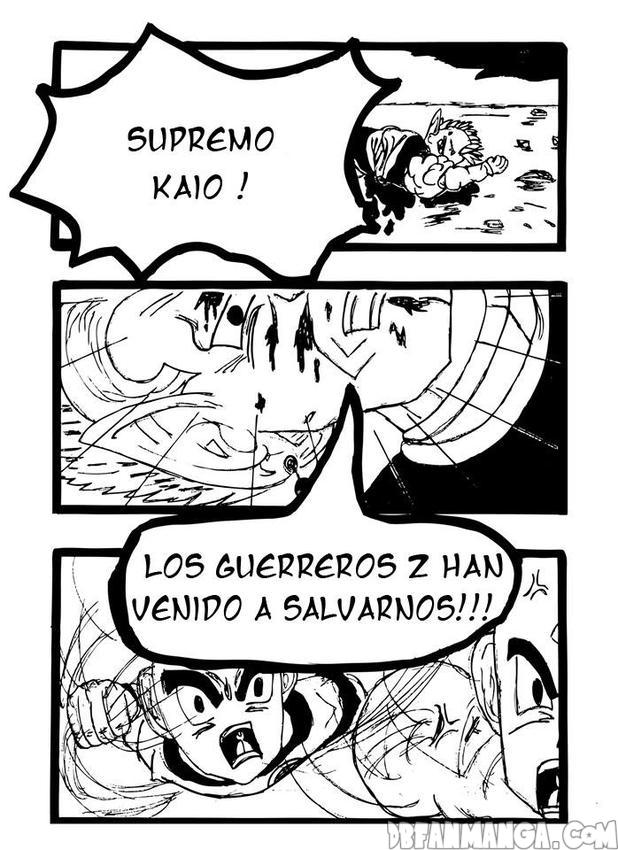 SUPREMO
KAIO !
LOS GUERREROS Z HAN
VENIDO A SALVARNOS!!!
DBFANMANGA.COM